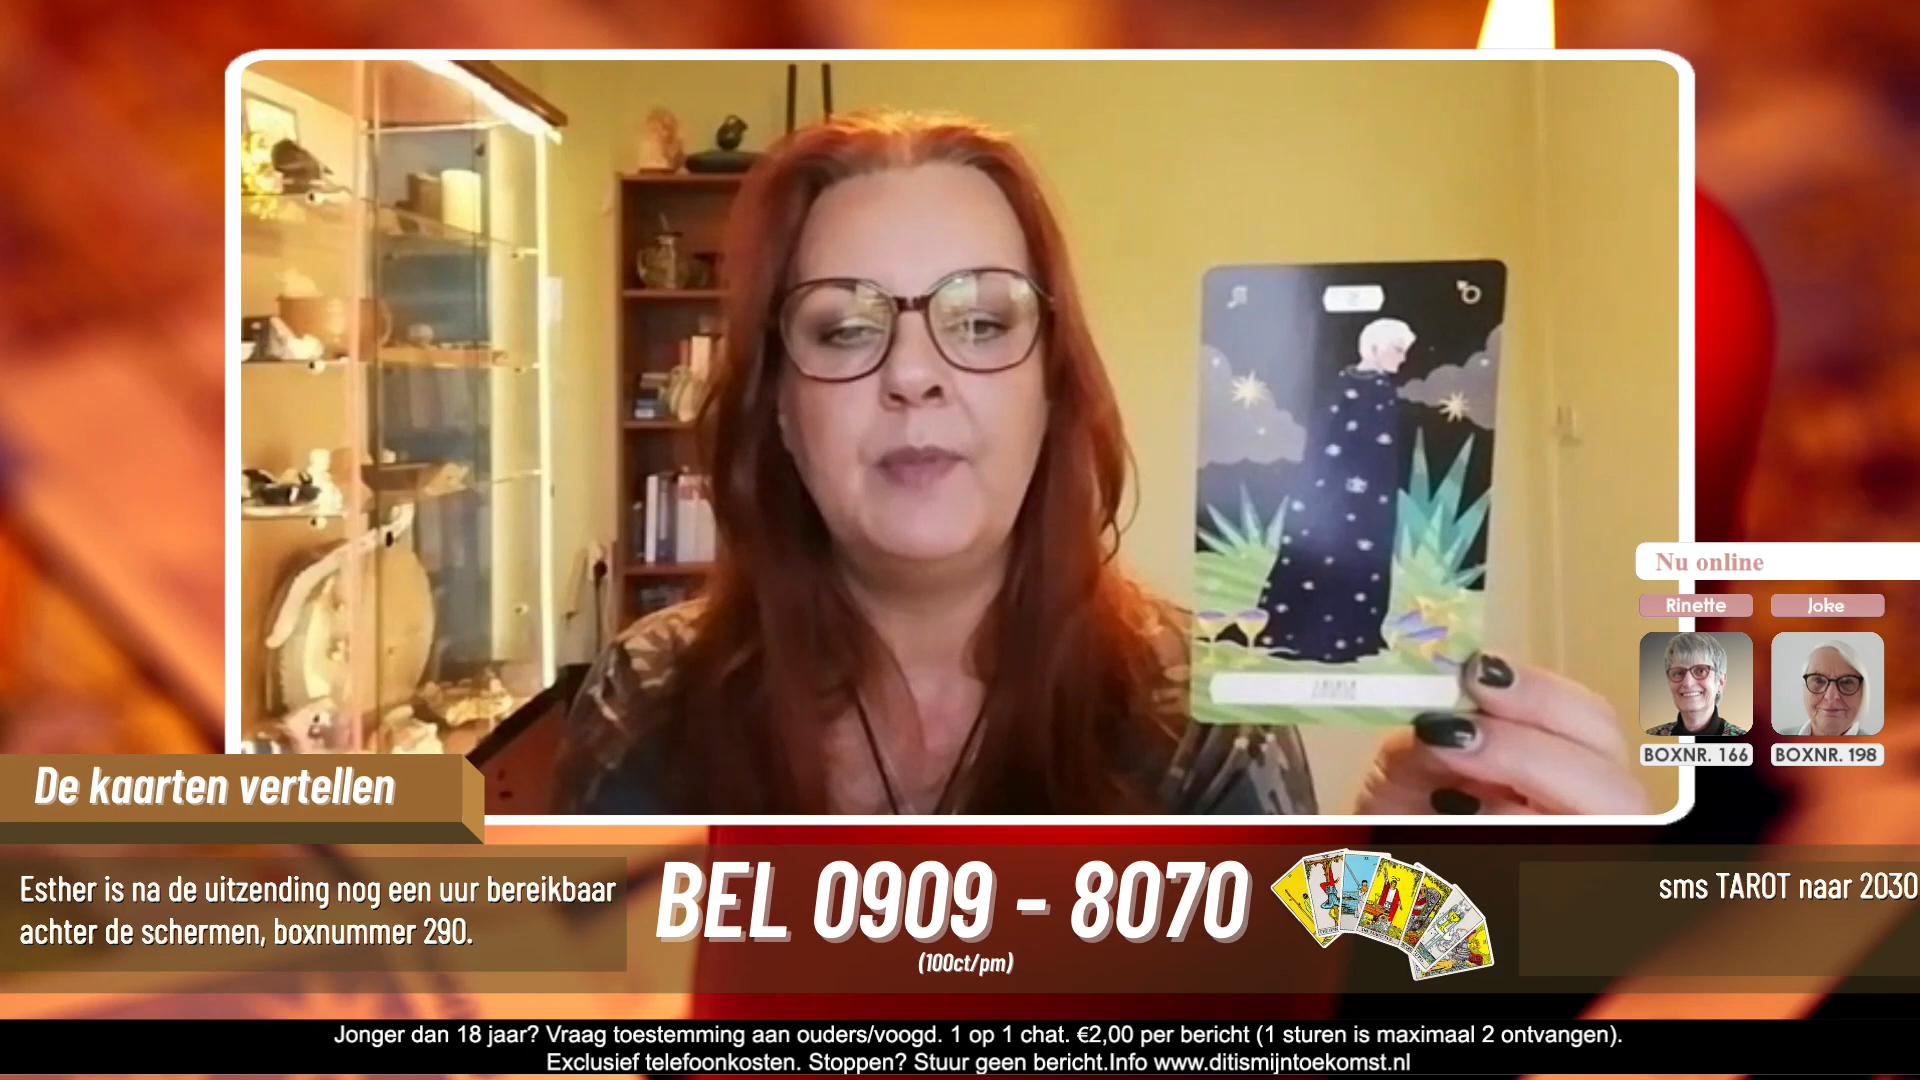 Nu online
Rinette
Joke
BOXNR. 166
BOXNR. 198
De kaarten vertellen
Esther is na de uitzending nog een uur bereikbaar
achter de schermen, boxnummer 290.
BEL 0909 - 8070
(100ct/pm)
sms TAROT naar 2030
Jonger dan 18 jaar? Vraag toestemming aan ouders/voogd. 1 op 1 chat. €2,00 per bericht (1 sturen is maximaal 2 ontvangen).
Exclusief telefoonkosten. Stoppen? Stuur geen bericht.Info www.ditismijntoekomst.nl